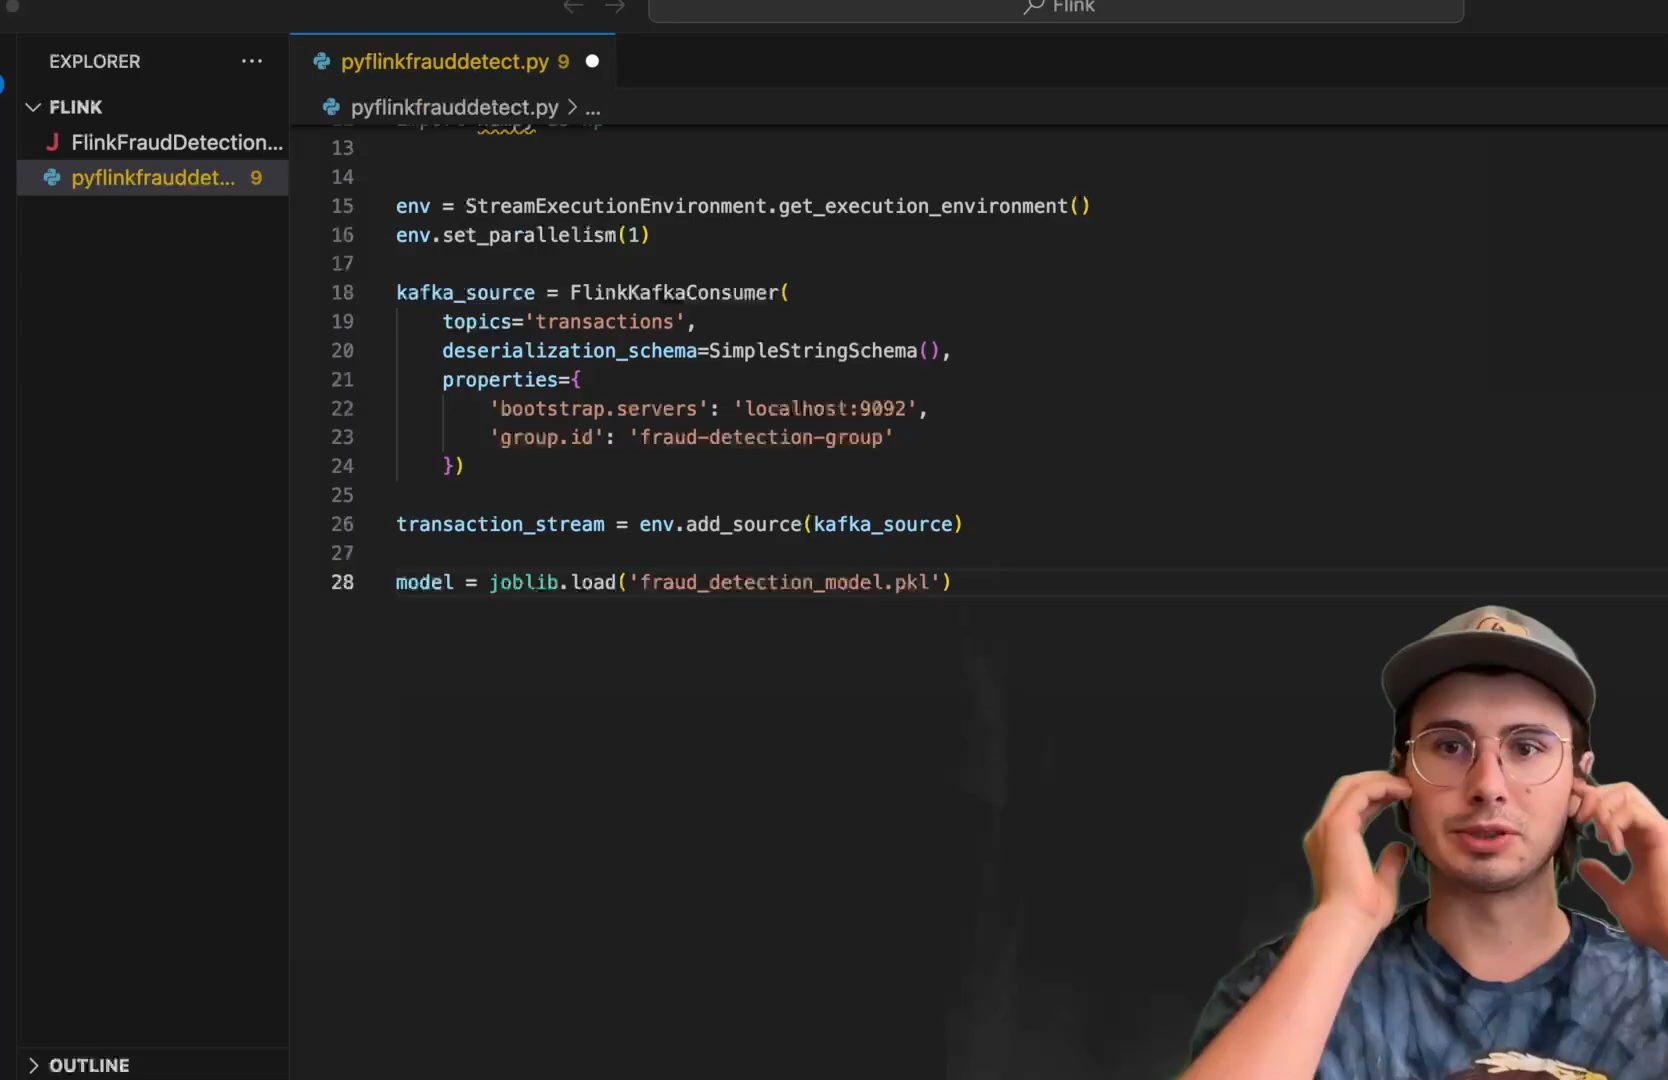 Flink
EXPLORER ...
pyflinkfrauddetect.py 9
FLINK
pyflinkfrauddetect.py > ...
FlinkFraudDetection...
pyflinkfrauddet... 9
13
14
15 env = StreamExecutionEnvironment.get_execution_environment()
16 env.set_parallelism(1)
17
18 kafka_source = FlinkKafkaConsumer(
19 topics='transactions',
20 deserialization_schema=SimpleStringSchema(),
21 properties={
22 'bootstrap.servers': 'localhost:9092',
23 'group.id': 'fraud-detection-group'
24 })
25
26 transaction_stream = env.add_source(kafka_source)
27
28 model = joblib.load('fraud_detection_model.pkl')
OUTLINE